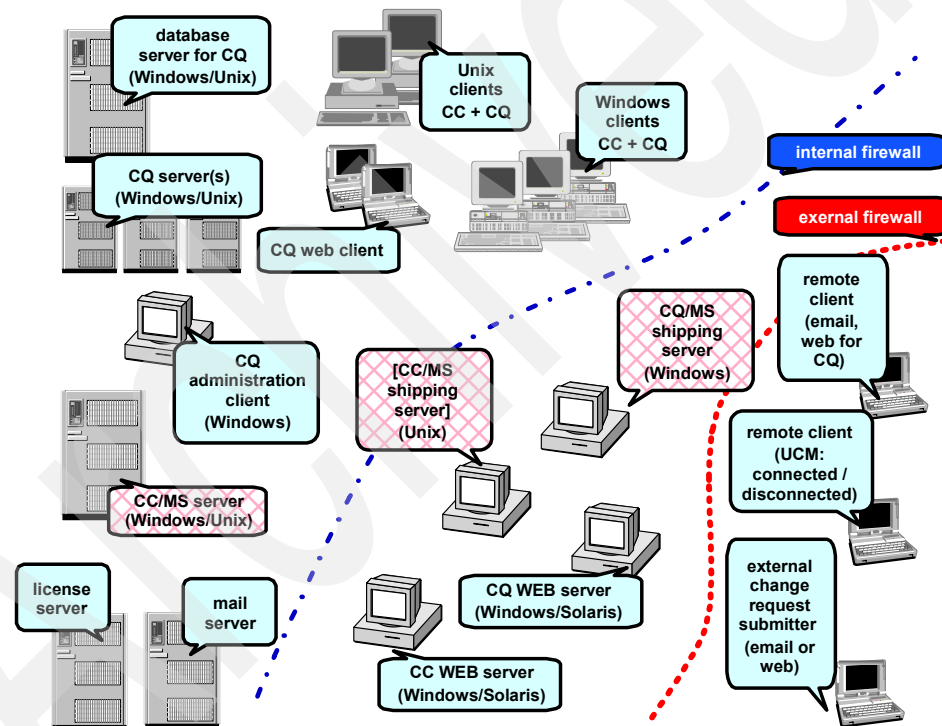 database
server for CQ
(Windows/Unix)
Unix
clients
CC + CQ
Windows
clients
CC + CQ
internal firewall
CQ server(s)
(Windows/Unix)
exernal firewall
CQ web client
remote
client
(email,
web for
CQ)
CQ/MS
shipping
server
(Windows)
CQ
administration
client
(Windows)
[CC/MS
shipping
server]
(Unix)
remote client
(UCM:
connected /
disconnected)
CC/MS server
(Windows/Unix)
license
server
mail
server
CQ WEB server
(Windows/Solaris)
external
change
request
submitter
(email or
web)
CC WEB server
(Windows/Solaris)
Archived